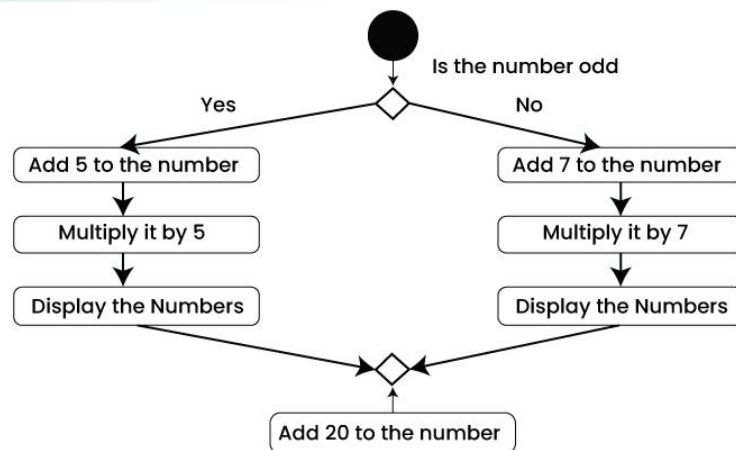 Is the number odd
Yes
No
Add 5 to the number
Add 7 to the number
Multiply it by 5
Multiply it by 7
Display the Numbers
Display the Numbers
Add 20 to the number